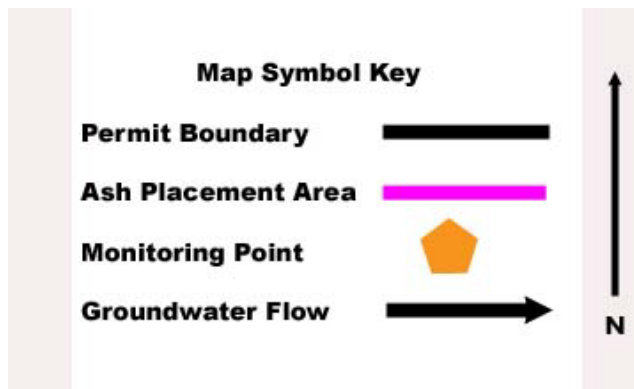 Map Symbol Key
Permit Boundary
Ash Placement Area
Monitoring Point
Groundwater Flow
N